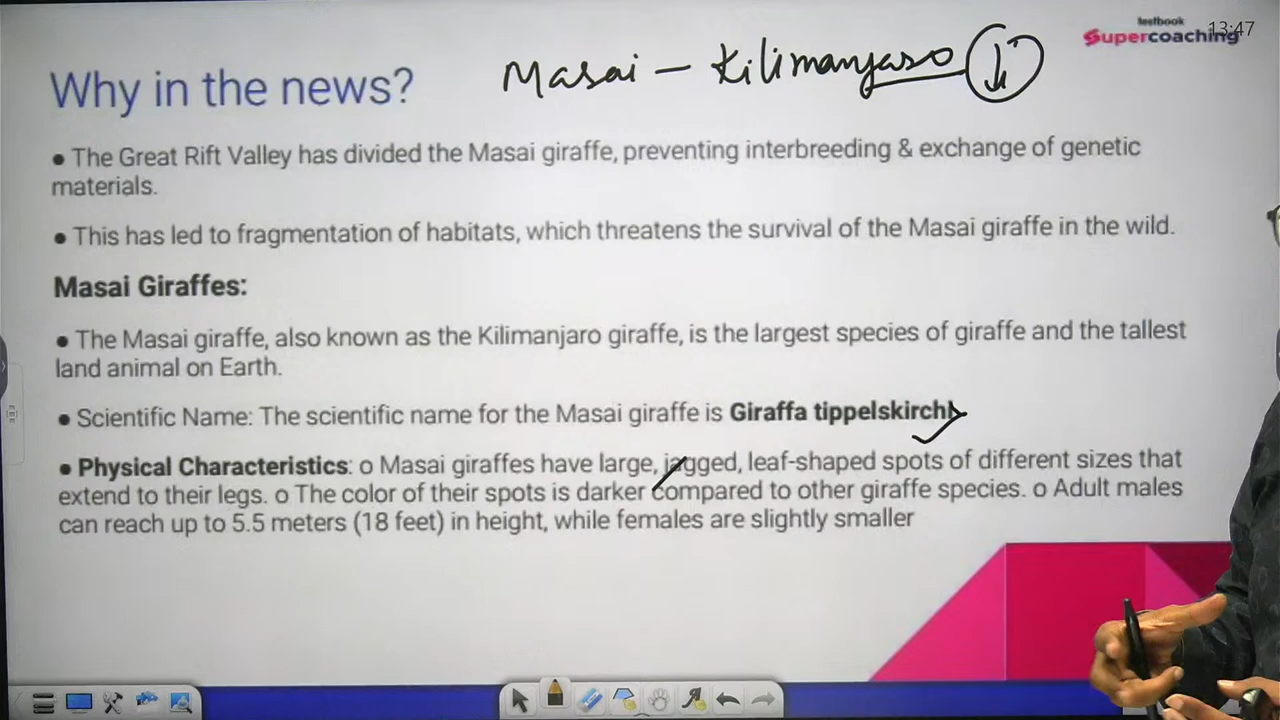 testbook
Supercoaching
13:47
Masai - Kilimanjaro
Why in the news?
● The Great Rift Valley has divided the Masai giraffe, preventing interbreeding & exchange of genetic
materials.
● This has led to fragmentation of habitats, which threatens the survival of the Masai giraffe in the wild.
Masai Giraffes:
● The Masai giraffe, also known as the Kilimanjaro giraffe, is the largest species of giraffe and the tallest
land animal on Earth.
● Scientific Name: The scientific name for the Masai giraffe is Giraffa tippelskirchi
● Physical Characteristics: o Masai giraffes have large, jagged, leaf-shaped spots of different sizes that
extend to their legs. o The color of their spots is darker compared to other giraffe species. o Adult males
can reach up to 5.5 meters (18 feet) in height, while females are slightly smaller